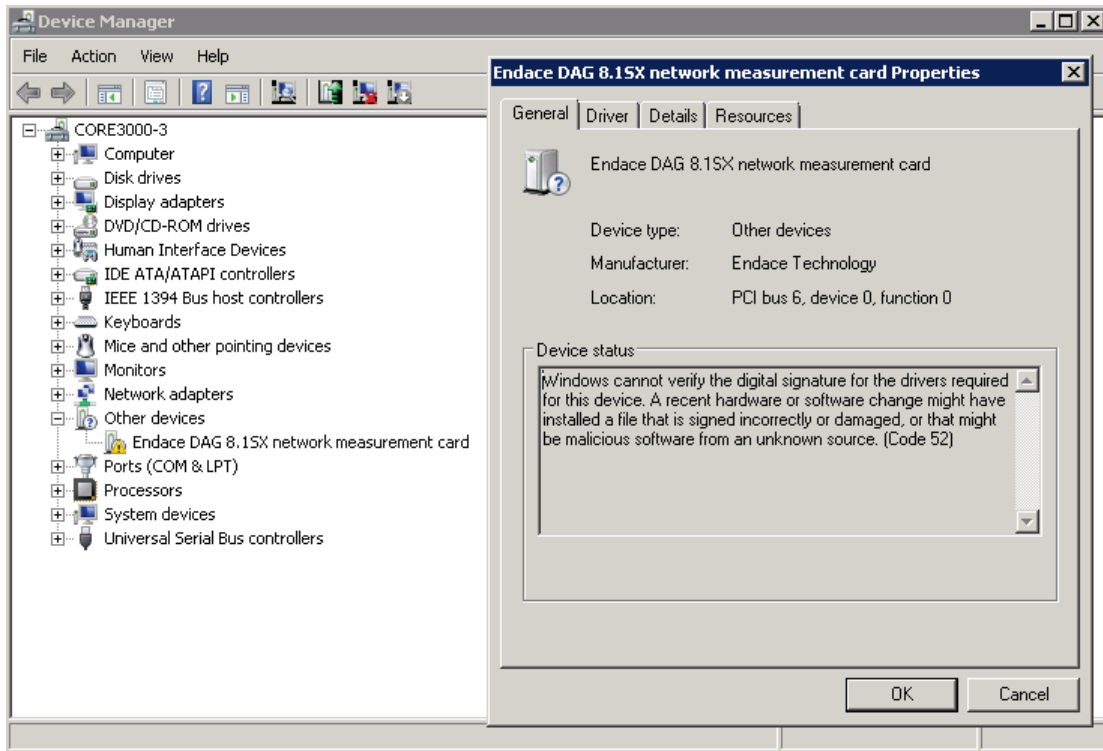 Device Manager
File Action View Help
CORE3000-3
Computer
Disk drives
Display adapters
DVD/CD-ROM drives
Human Interface Devices
IDE ATA/ATAPI controllers
IEEE 1394 Bus host controllers
Keyboards
Mice and other pointing devices
Monitors
Network adapters
Other devices
Endace DAG 8.1SX network measurement card
Ports (COM & LPT)
Processors
System devices
Universal Serial Bus controllers
Endace DAG 8.1SX network measurement card Properties
General Driver Details Resources
Endace DAG 8.1SX network measurement card
Device type: Other devices
Manufacturer: Endace Technology
Location: PCI bus 6, device 0, function 0
Device status
Windows cannot verify the digital signature for the drivers required
for this device. A recent hardware or software change might have
installed a file that is signed incorrectly or damaged, or that might
be malicious software from an unknown source. (Code 52)
OK Cancel